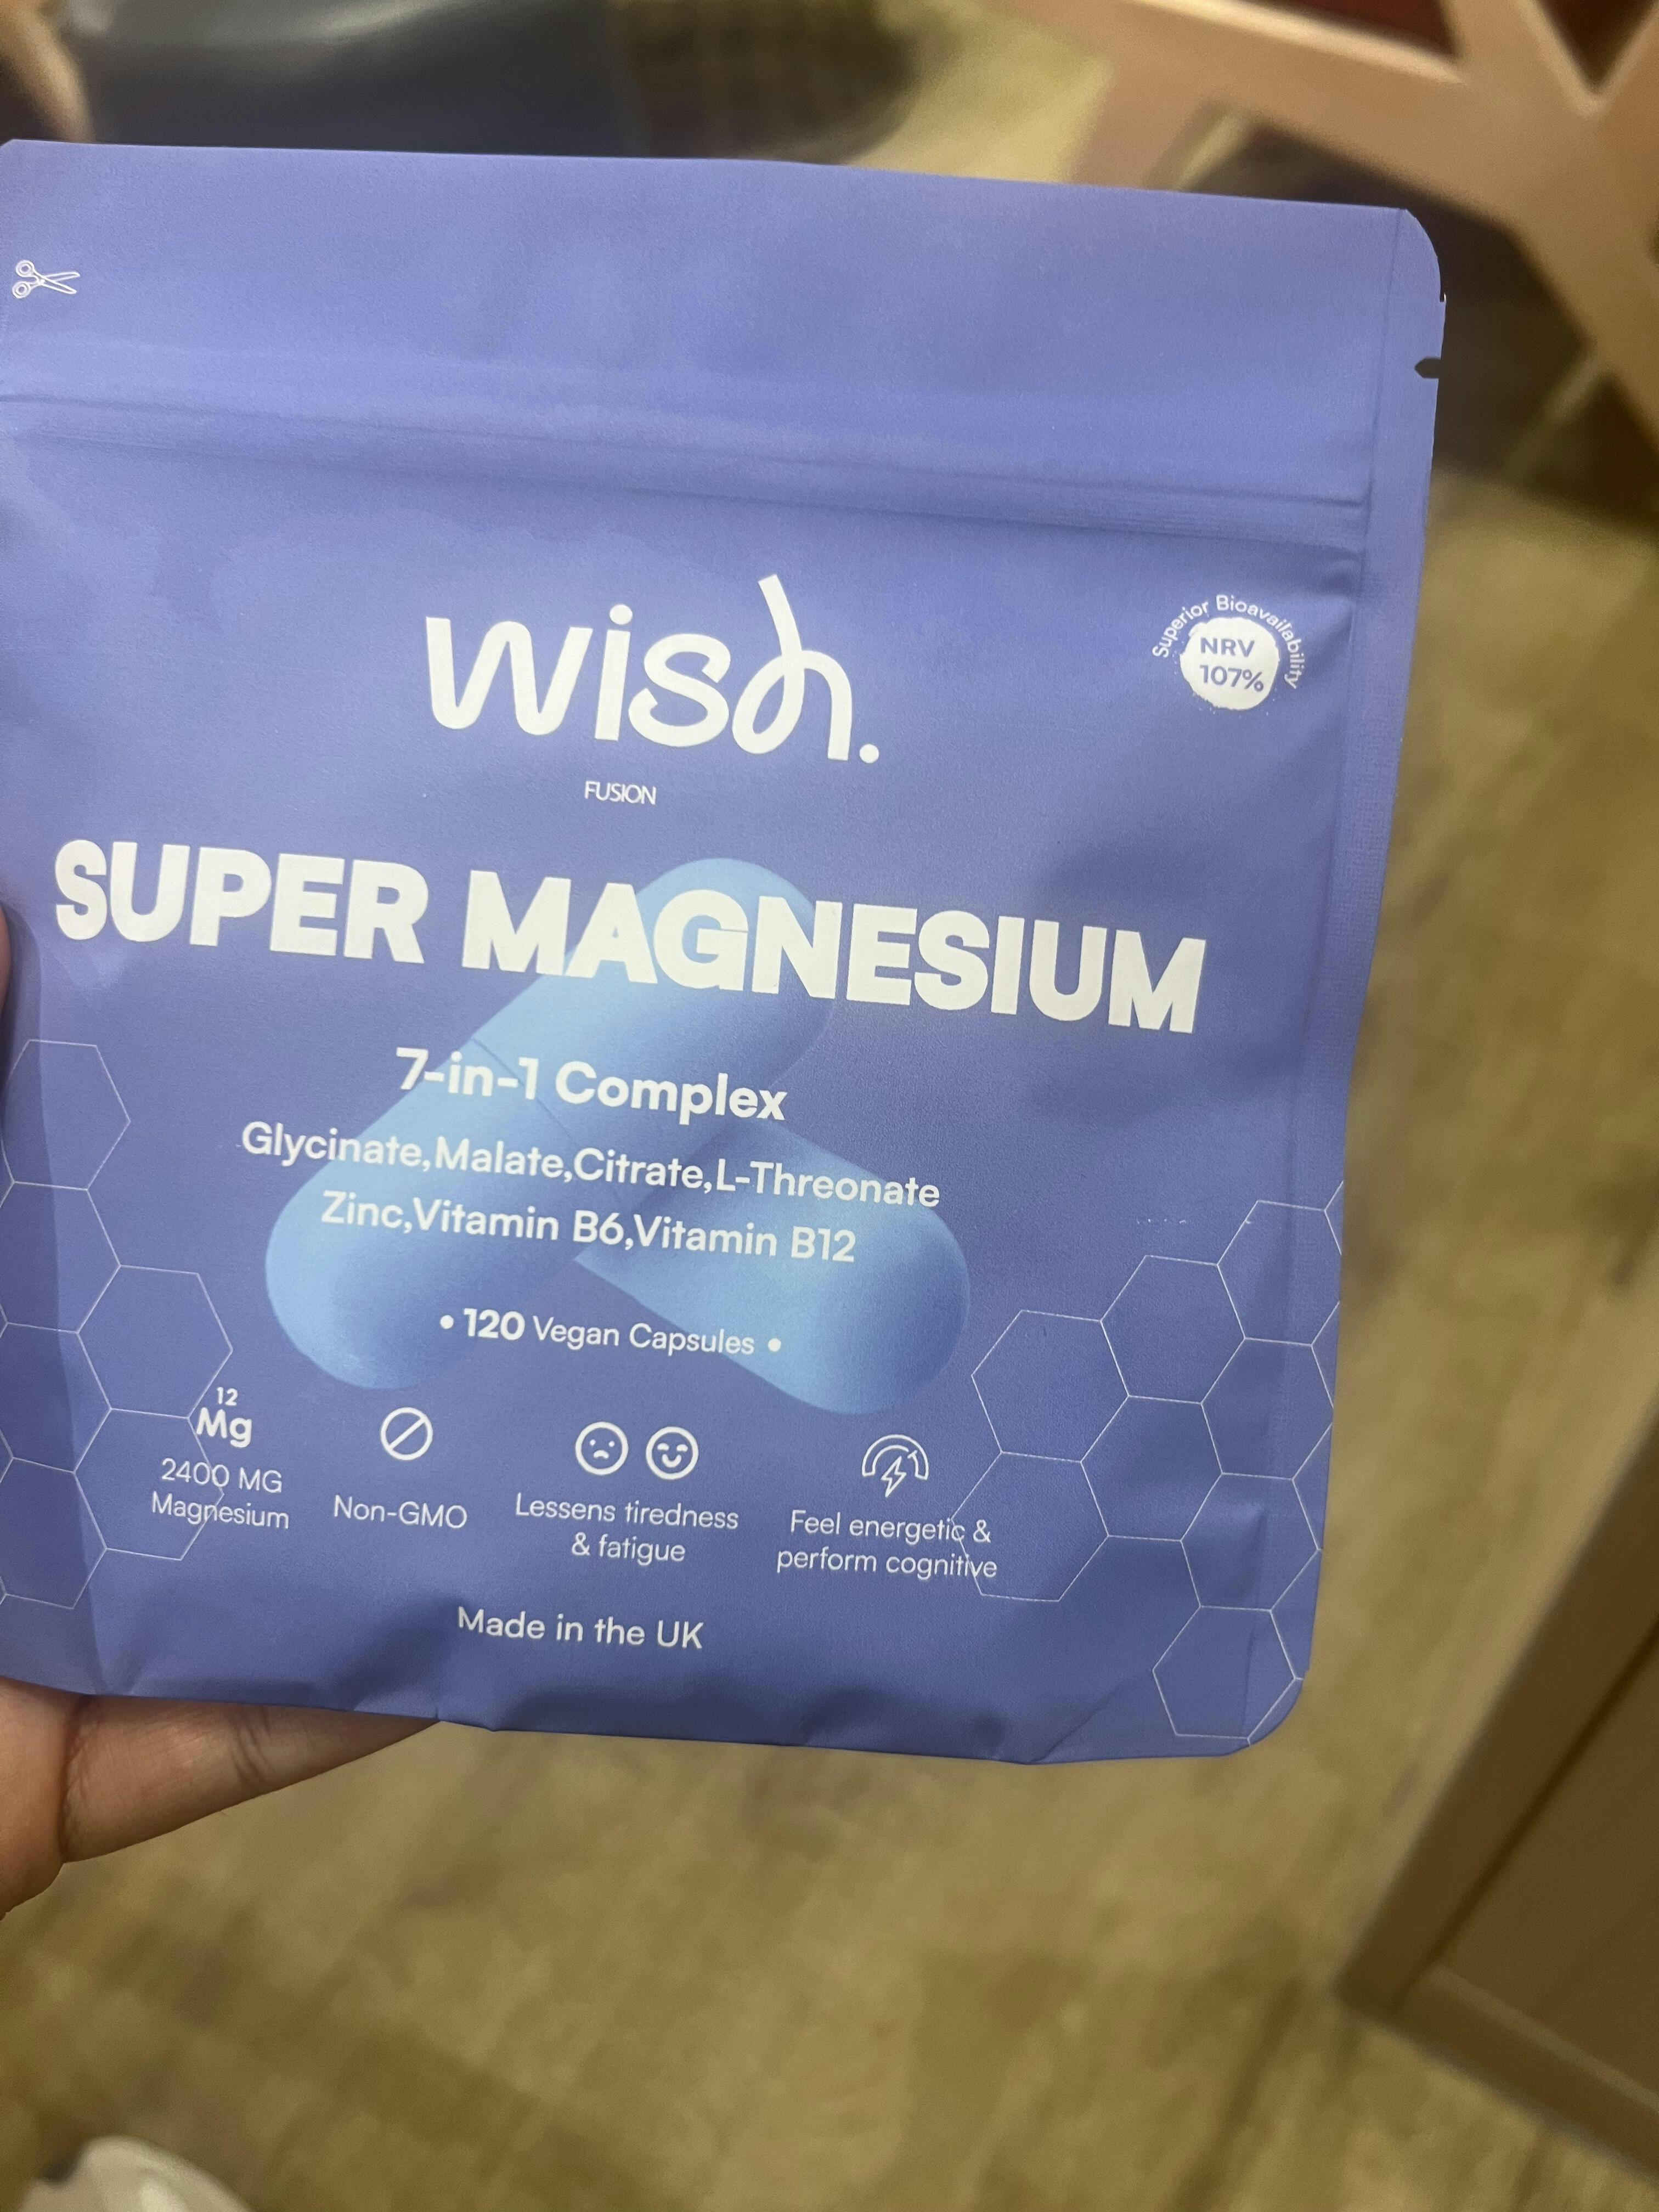 wish.
FUSION
Superior Bioavailability
NRV
107%
SUPER MAGNESIUM
7-in-1 Complex
Glycinate,Malate,Citrate,L-Threonate
Zinc,Vitamin B6,Vitamin B12
• 120 Vegan Capsules •
12
Mg
2400 MG
Magnesium
Non-GMO
Lessens tiredness
& fatigue
Feel energetic &
perform cognitive
Made in the UK